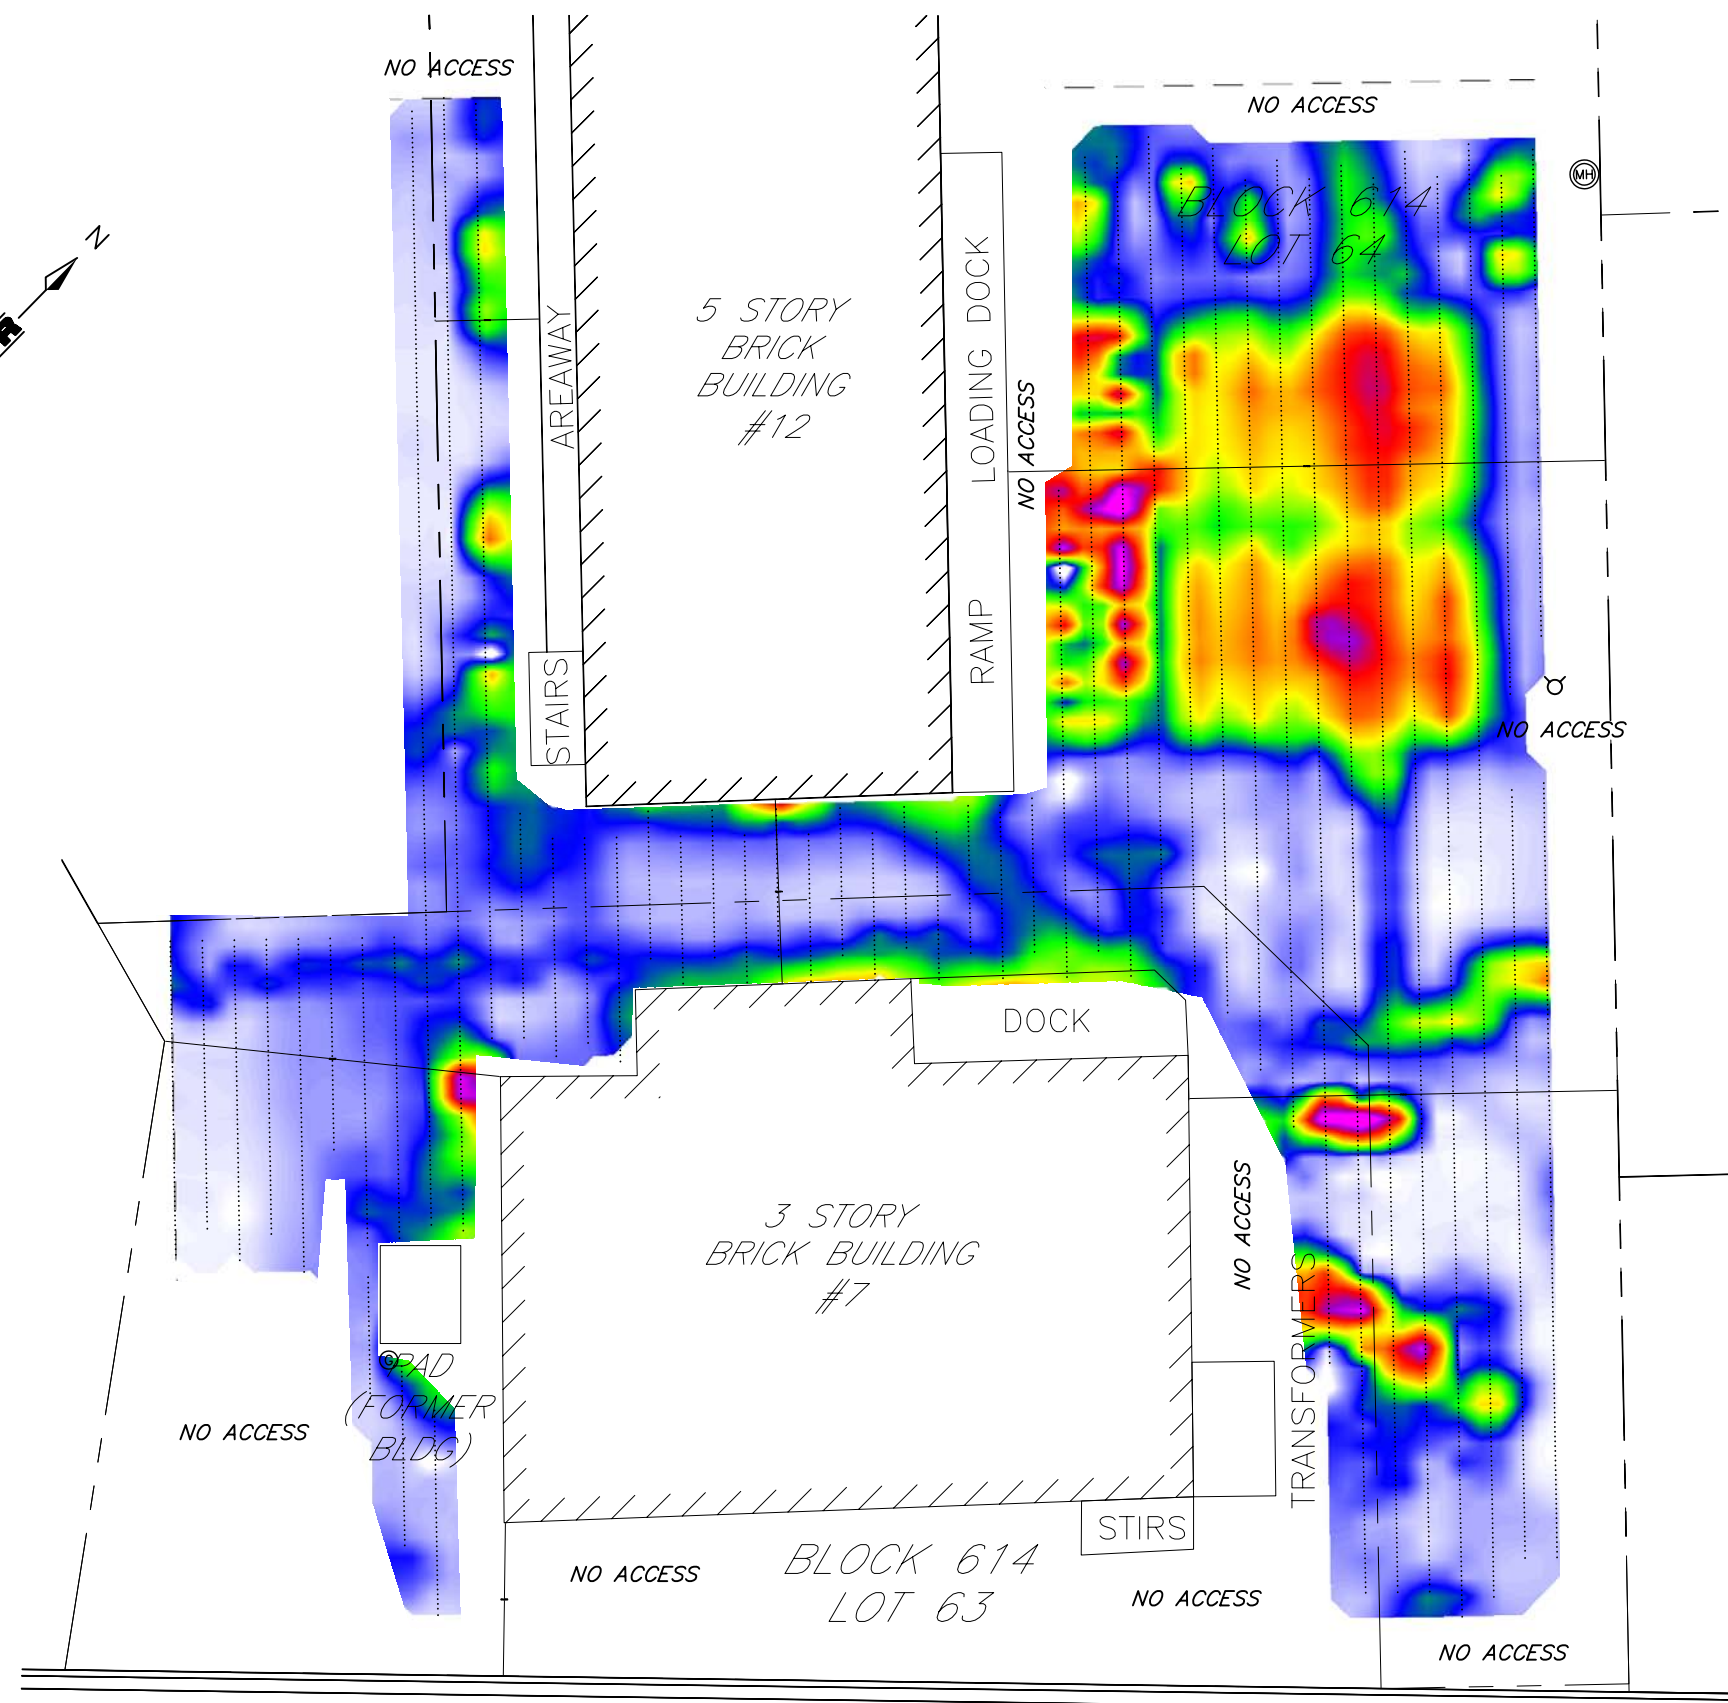 NO ACCESS
NO ACCESS
MH
BLOCK 614
LOT 64
N
R
5 STORY
BRICK
BUILDING
#12
AREAWAY
LOADING DOCK
NO ACCESS
RAMP
STAIRS
NO ACCESS
DOCK
3 STORY
BRICK BUILDING
#7
NO ACCESS
TRANSFORMERS
G
PAD
(FORMER
BLDG)
NO ACCESS
STIRS
BLOCK 614
LOT 63
NO ACCESS
NO ACCESS
NO ACCESS